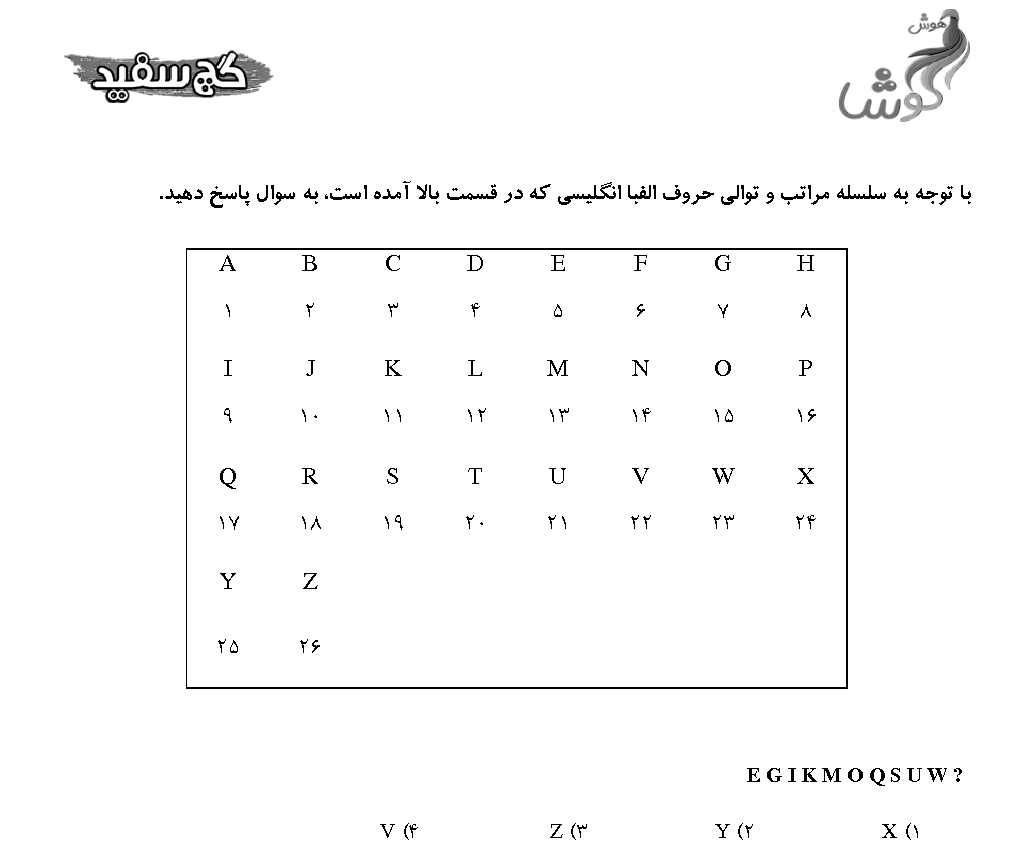 هوش گوشا
گچ سفید
با توجه به سلسله مراتب و توالی حروف الفبا انگلیسی که در قسمت بالا آمده است، به سوال پاسخ دهید.
A B C D E F G H
۱ ۲ ۳ ۴ ۵ ۶ ۷ ۸
I J K L M N O P
۹ ۱۰ ۱۱ ۱۲ ۱۳ ۱۴ ۱۵ ۱۶
Q R S T U V W X
۱۷ ۱۸ ۱۹ ۲۰ ۲۱ ۲۲ ۲۳ ۲۴
Y Z
۲۵ ۲۶
E G I K M O Q S U W ?
۱) X ۲) Y ۳) Z ۴) V